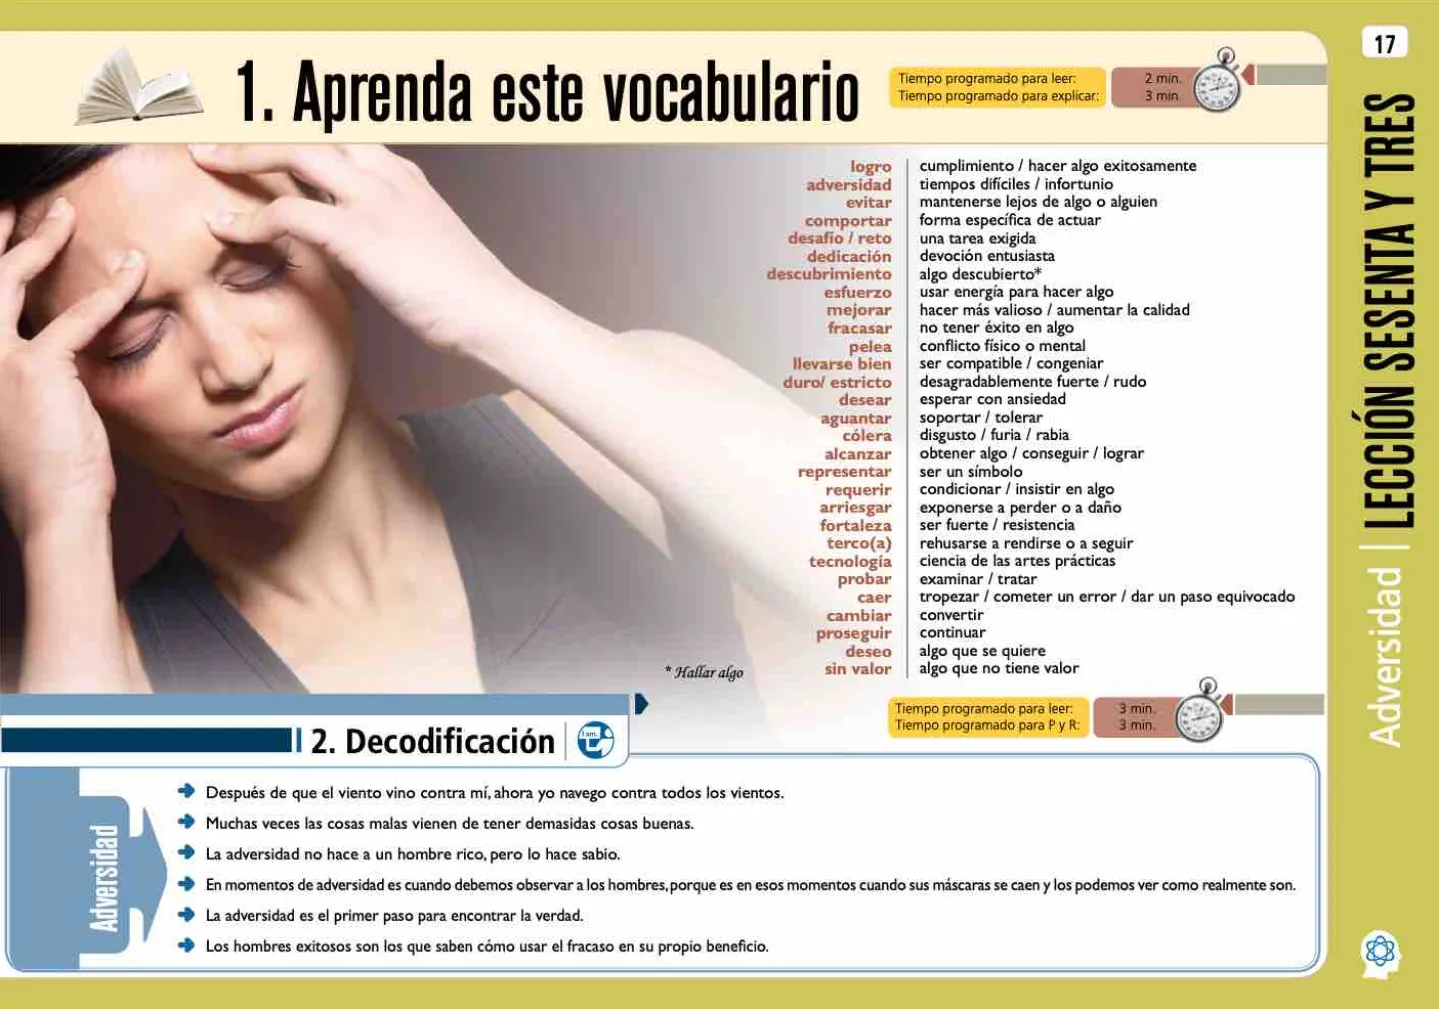 17
1. Aprenda este vocabulario
Tiempo programado para leer: 2 min.
Tiempo programado para explicar: 3 min.
logro cumplimiento / hacer algo exitosamente
adversidad tiempos difíciles / infortunio
evitar mantenerse lejos de algo o alguien
comportar forma específica de actuar
desafío / reto una tarea exigida
dedicación devoción entusiasta
descubrimiento algo descubierto*
esfuerzo usar energía para hacer algo
mejorar hacer más valioso / aumentar la calidad
fracasar no tener éxito en algo
pelea conflicto físico o mental
llevarse bien ser compatible / congeniar
duro/ estricto desagradablemente fuerte / rudo
desear esperar con ansiedad
aguantar soportar / tolerar
cólera disgusto / furia / rabia
alcanzar obtener algo / conseguir / lograr
representar ser un símbolo
requerir condicionar / insistir en algo
arriesgar exponerse a perder o a daño
fortaleza ser fuerte / resistencia
terco(a) rehusarse a rendirse o a seguir
tecnología ciencia de las artes prácticas
probar examinar / tratar
caer tropezar / cometer un error / dar un paso equivocado
cambiar convertir
proseguir continuar
deseo algo que se quiere
sin valor algo que no tiene valor
* Hallar algo
Adversidad | LECCIÓN SESENTA Y TRES
2. Decodificación
I am.
Tiempo programado para leer: 3 min.
Tiempo programado para P y R: 3 min.
Adversidad
Después de que el viento vino contra mí, ahora yo navego contra todos los vientos.
Muchas veces las cosas malas vienen de tener demasidas cosas buenas.
La adversidad no hace a un hombre rico, pero lo hace sabio.
En momentos de adversidad es cuando debemos observar a los hombres, porque es en esos momentos cuando sus máscaras se caen y los podemos ver como realmente son.
La adversidad es el primer paso para encontrar la verdad.
Los hombres exitosos son los que saben cómo usar el fracaso en su propio beneficio.